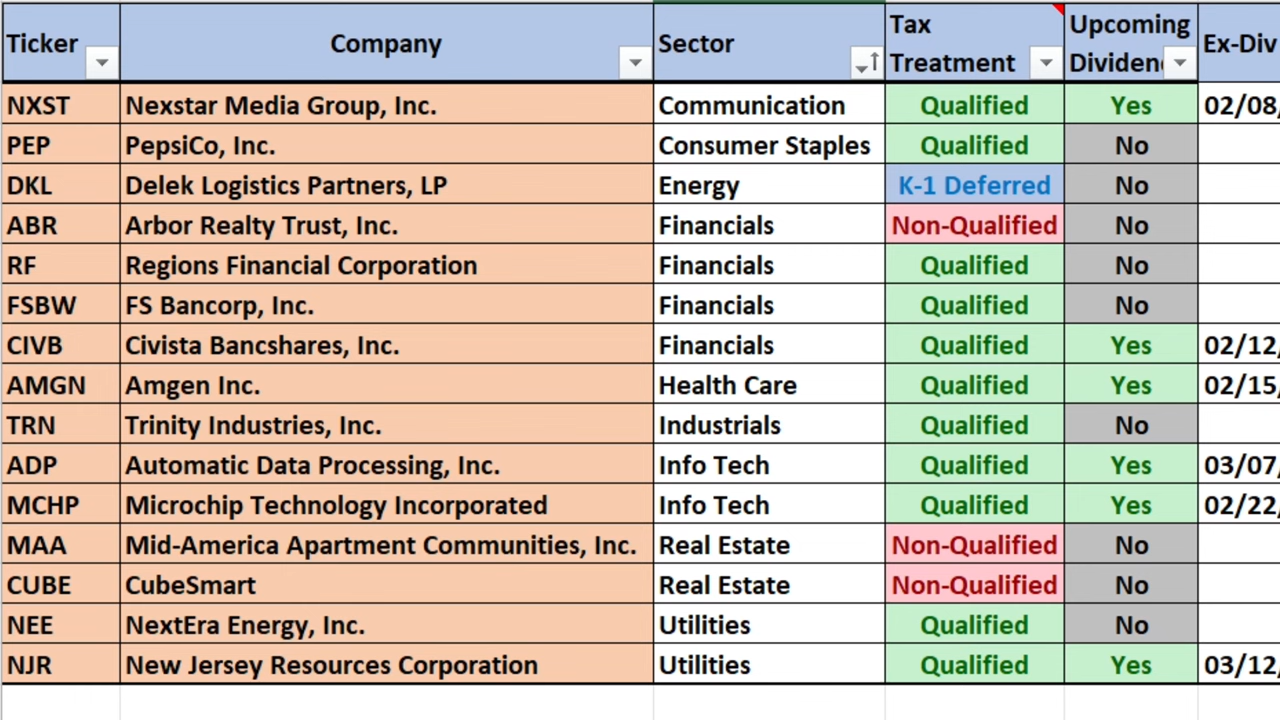 Ticker Company Sector Tax Treatment Upcoming Dividen Ex-Div
NXST Nexstar Media Group, Inc. Communication Qualified Yes 02/08/
PEP PepsiCo, Inc. Consumer Staples Qualified No
DKL Delek Logistics Partners, LP Energy K-1 Deferred No
ABR Arbor Realty Trust, Inc. Financials Non-Qualified No
RF Regions Financial Corporation Financials Qualified No
FSBW FS Bancorp, Inc. Financials Qualified No
CIVB Civista Bancshares, Inc. Financials Qualified Yes 02/12/
AMGN Amgen Inc. Health Care Qualified Yes 02/15/
TRN Trinity Industries, Inc. Industrials Qualified No
ADP Automatic Data Processing, Inc. Info Tech Qualified Yes 03/07/
MCHP Microchip Technology Incorporated Info Tech Qualified Yes 02/22/
MAA Mid-America Apartment Communities, Inc. Real Estate Non-Qualified No
CUBE CubeSmart Real Estate Non-Qualified No
NEE NextEra Energy, Inc. Utilities Qualified No
NJR New Jersey Resources Corporation Utilities Qualified Yes 03/12/